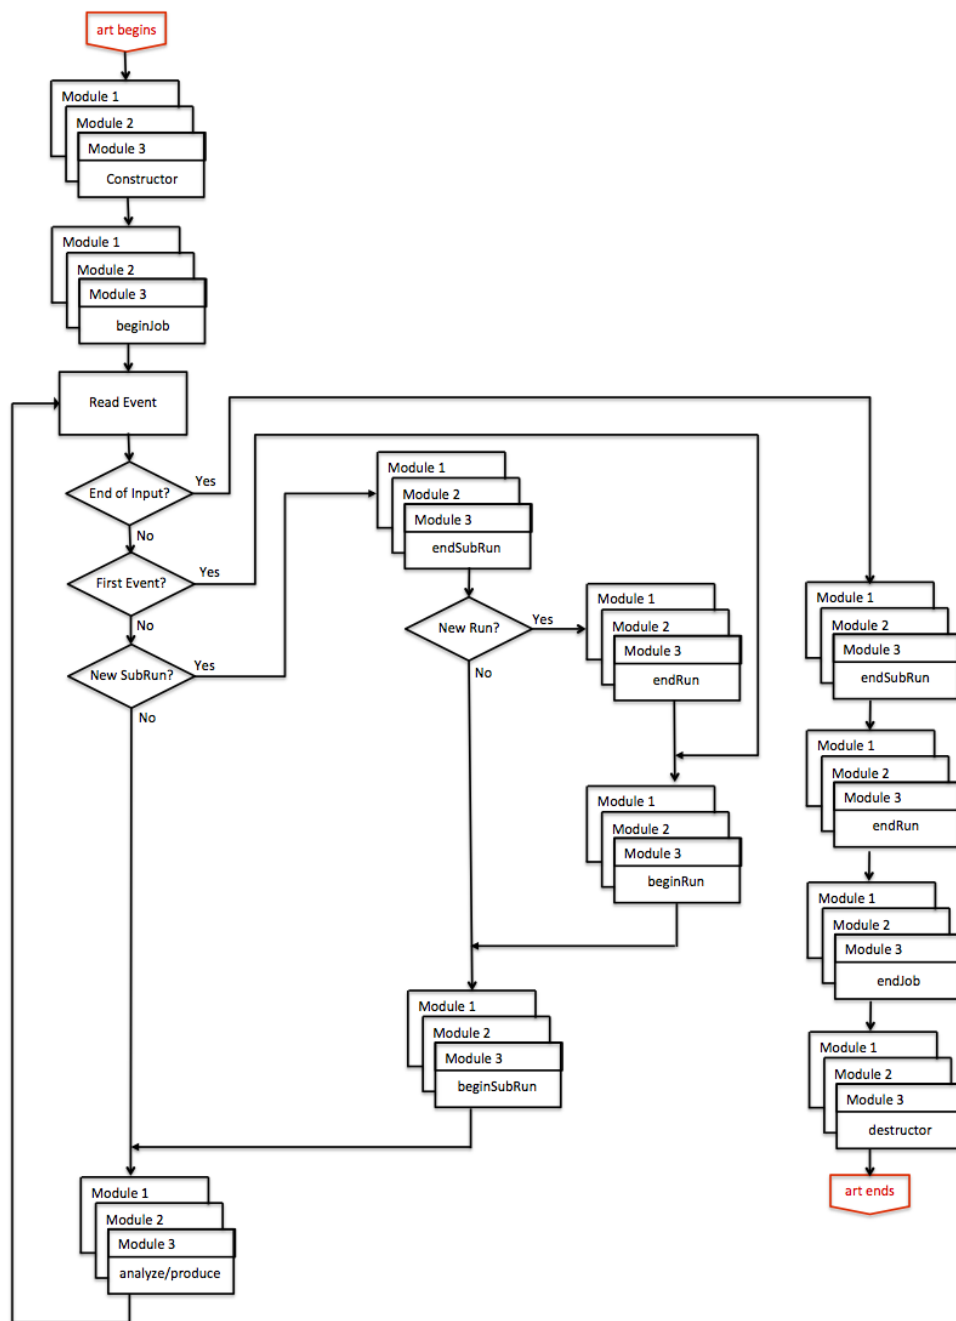 art begins
Module 1
Module 2
Module 3
Constructor
Module 1
Module 2
Module 3
beginJob
Read Event
End of Input?
Yes
No
First Event?
Yes
No
New SubRun?
Yes
No
Module 1
Module 2
Module 3
endSubRun
New Run?
Yes
No
Module 1
Module 2
Module 3
endRun
Module 1
Module 2
Module 3
beginRun
Module 1
Module 2
Module 3
beginSubRun
Module 1
Module 2
Module 3
analyze/produce
Module 1
Module 2
Module 3
endSubRun
Module 1
Module 2
Module 3
endRun
Module 1
Module 2
Module 3
endJob
Module 1
Module 2
Module 3
destructor
art ends